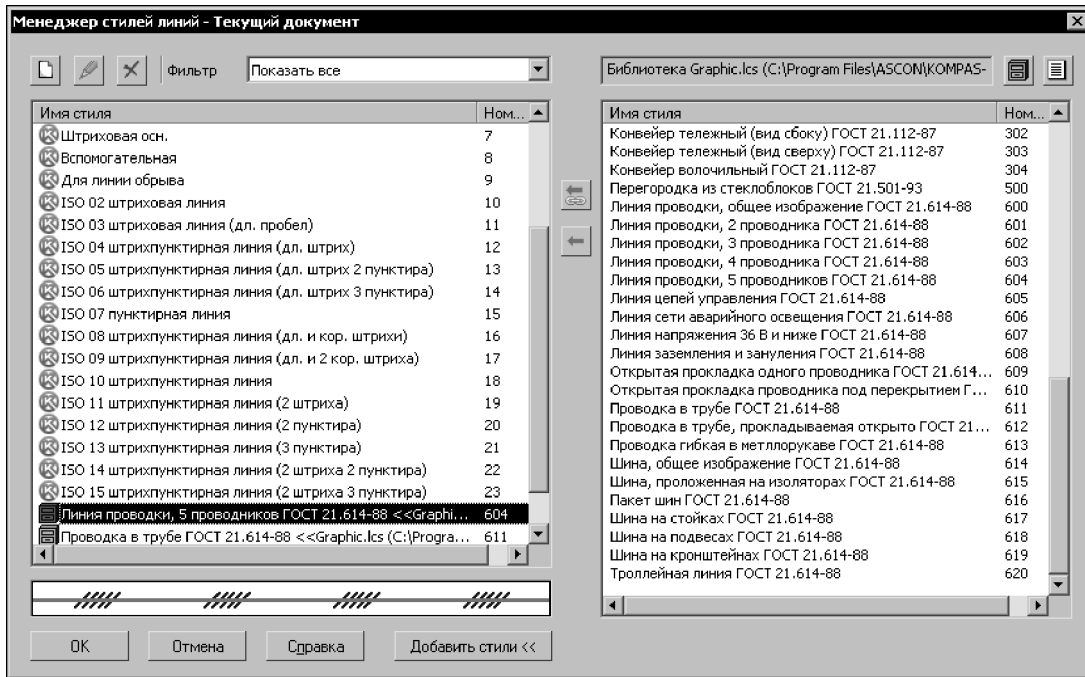 Менеджер стилей линий - Текущий документ
Фильтр
Показать все
Библиотека Graphic.lcs (C:\Program Files\ASCON\KOMPAS-
Имя стиля Ном...
Штриховая осн. 7
Вспомогательная 8
Для линии обрыва 9
ISO 02 штриховая линия 10
ISO 03 штриховая линия (дл. пробел) 11
ISO 04 штрихпунктирная линия (дл. штрих) 12
ISO 05 штрихпунктирная линия (дл. штрих 2 пунктира) 13
ISO 06 штрихпунктирная линия (дл. штрих 3 пунктира) 14
ISO 07 пунктирная линия 15
ISO 08 штрихпунктирная линия (дл. и кор. штрихи) 16
ISO 09 штрихпунктирная линия (дл. и 2 кор. штриха) 17
ISO 10 штрихпунктирная линия 18
ISO 11 штрихпунктирная линия (2 штриха) 19
ISO 12 штрихпунктирная линия (2 пунктира) 20
ISO 13 штрихпунктирная линия (3 пунктира) 21
ISO 14 штрихпунктирная линия (2 штриха 2 пунктира) 22
ISO 15 штрихпунктирная линия (2 штриха 3 пунктира) 23
Линия проводки, 5 проводников ГОСТ 21.614-88 <<Graphi... 604
Проводка в трубе ГОСТ 21.614-88 <<Graphic.lcs (C:\Progra... 611
Имя стиля Ном...
Конвейер тележный (вид сбоку) ГОСТ 21.112-87 302
Конвейер тележный (вид сверху) ГОСТ 21.112-87 303
Конвейер волочильный ГОСТ 21.112-87 304
Перегородка из стеклоблоков ГОСТ 21.501-93 500
Линия проводки, общее изображение ГОСТ 21.614-88 600
Линия проводки, 2 проводника ГОСТ 21.614-88 601
Линия проводки, 3 проводника ГОСТ 21.614-88 602
Линия проводки, 4 проводника ГОСТ 21.614-88 603
Линия проводки, 5 проводников ГОСТ 21.614-88 604
Линия цепей управления ГОСТ 21.614-88 605
Линия сети аварийного освещения ГОСТ 21.614-88 606
Линия напряжения 36 В и ниже ГОСТ 21.614-88 607
Линия заземления и зануления ГОСТ 21.614-88 608
Открытая прокладка одного проводника ГОСТ 21.614... 609
Открытая прокладка проводника под перекрытием Г... 610
Проводка в трубе ГОСТ 21.614-88 611
Проводка в трубе, прокладываемая открыто ГОСТ 21... 612
Проводка гибкая в метллорукаве ГОСТ 21.614-88 613
Шина, общее изображение ГОСТ 21.614-88 614
Шина, проложенная на изоляторах ГОСТ 21.614-88 615
Пакет шин ГОСТ 21.614-88 616
Шина на стойках ГОСТ 21.614-88 617
Шина на подвесах ГОСТ 21.614-88 618
Шина на кронштейнах ГОСТ 21.614-88 619
Троллейная линия ГОСТ 21.614-88 620
OK
Отмена
Справка
Добавить стили <<